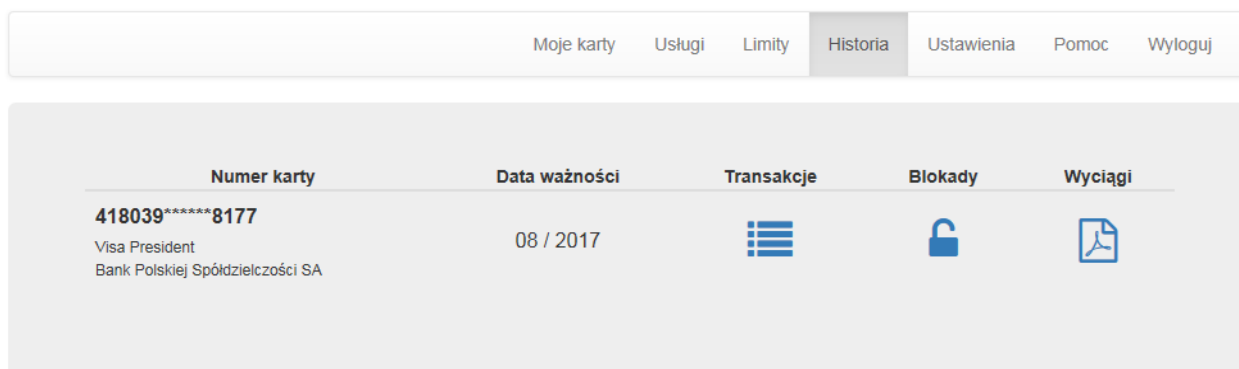 Moje karty Usługi Limity Historia Ustawienia Pomoc Wyloguj
Numer karty Data ważności Transakcje Blokady Wyciągi
418039******8177 08 / 2017
Visa President
Bank Polskiej Spółdzielczości SA